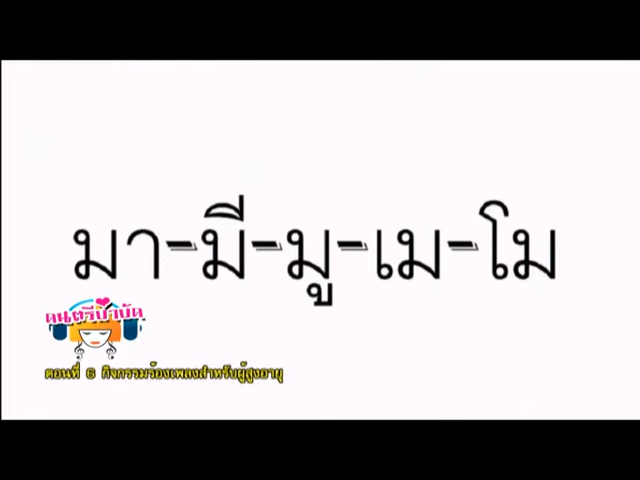 มา-มี-มู-เม-โม
ดนตรีบำบัด
ตอนที่ 6 กิจกรรมร้องเพลงสำหรับผู้สูงอายุ